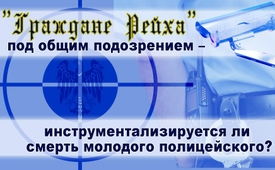 "Граждане Рейха"
под общим подозрением –
инструментализируется ли
смерть молодого полицейского?